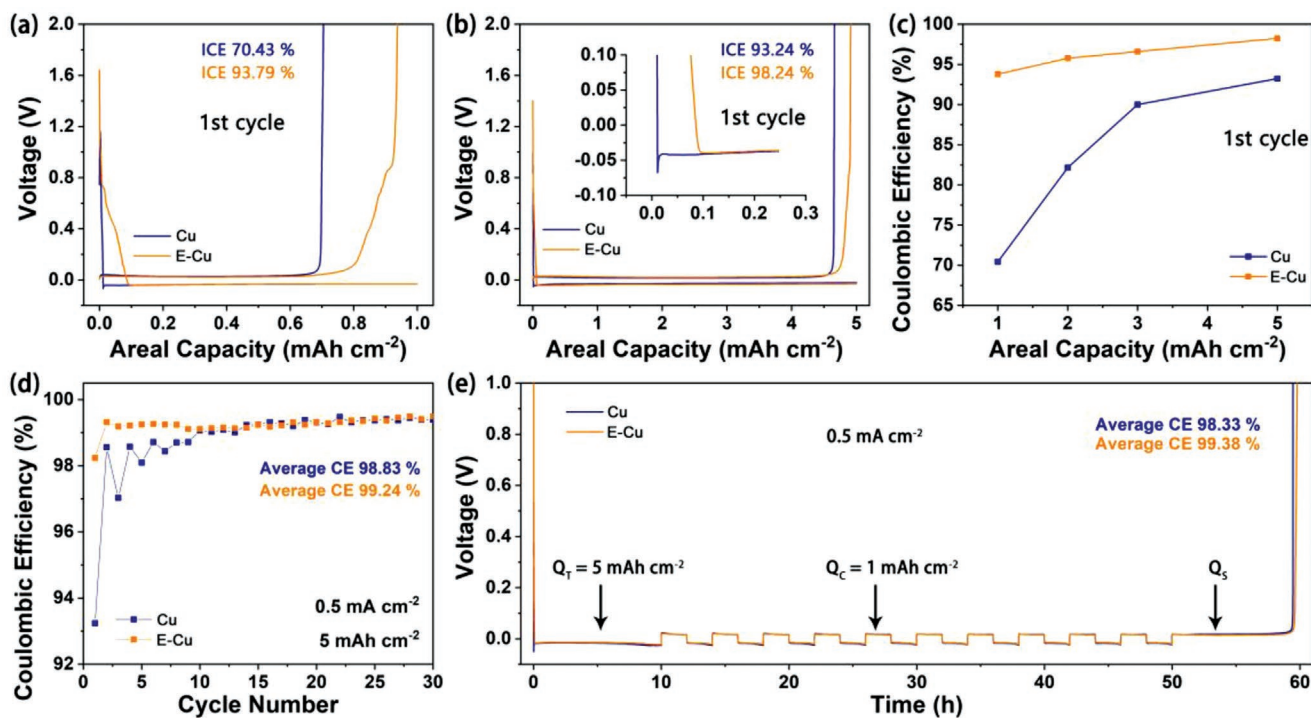 (a)
2.0
1.6
1.2
0.8
0.4
0.0
Voltage (V)
ICE 70.43 %
ICE 93.79 %
1st cycle
Cu
E-Cu
0.0 0.2 0.4 0.6 0.8 1.0
Areal Capacity (mAh cm⁻²)
(b)
2.0
1.6
1.2
0.8
0.4
0.0
Voltage (V)
ICE 93.24 %
ICE 98.24 %
1st cycle
0.10
0.05
0.00
-0.05
-0.10
0.0 0.1 0.2 0.3
Cu
E-Cu
0 1 2 3 4 5
Areal Capacity (mAh cm⁻²)
(c)
100
95
90
85
80
75
70
65
Coulombic Efficiency (%)
1st cycle
Cu
E-Cu
1 2 3 4 5
Areal Capacity (mAh cm⁻²)
(d)
100
98
96
94
92
Coulombic Efficiency (%)
Average CE 98.83 %
Average CE 99.24 %
0.5 mA cm⁻²
5 mAh cm⁻²
Cu
E-Cu
0 5 10 15 20 25 30
Cycle Number
(e)
1.0
0.8
0.6
0.4
0.2
0.0
Voltage (V)
Cu
E-Cu
0.5 mA cm⁻²
Average CE 98.33 %
Average CE 99.38 %
Q_T = 5 mAh cm⁻²
Q_C = 1 mAh cm⁻²
Q_S
0 10 20 30 40 50 60
Time (h)